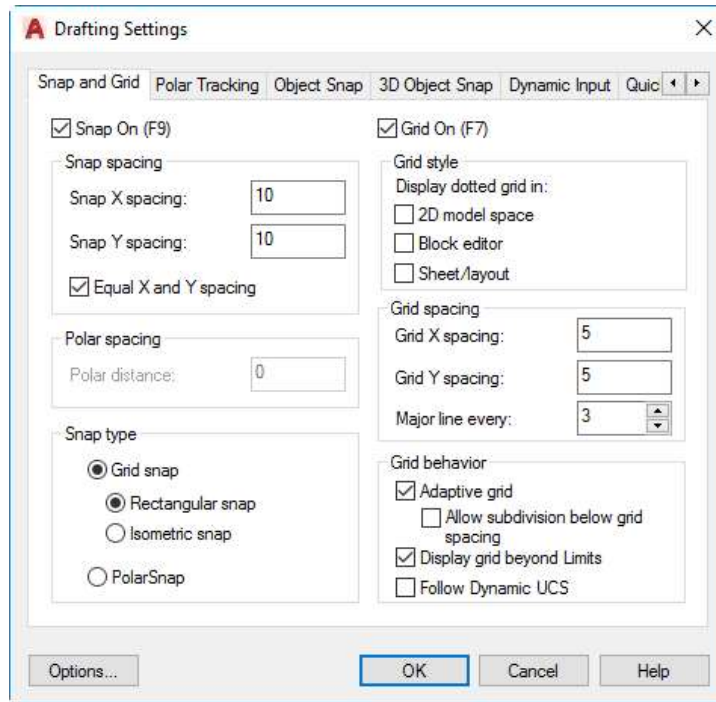 Drafting Settings
Snap and Grid Polar Tracking Object Snap 3D Object Snap Dynamic Input Quic
Snap On (F9)
Snap spacing
Snap X spacing: 10
Snap Y spacing: 10
Equal X and Y spacing
Polar spacing
Polar distance: 0
Snap type
Grid snap
Rectangular snap
Isometric snap
PolarSnap
Grid On (F7)
Grid style
Display dotted grid in:
2D model space
Block editor
Sheet/layout
Grid spacing
Grid X spacing: 5
Grid Y spacing: 5
Major line every: 3
Grid behavior
Adaptive grid
Allow subdivision below grid
spacing
Display grid beyond Limits
Follow Dynamic UCS
Options... OK Cancel Help